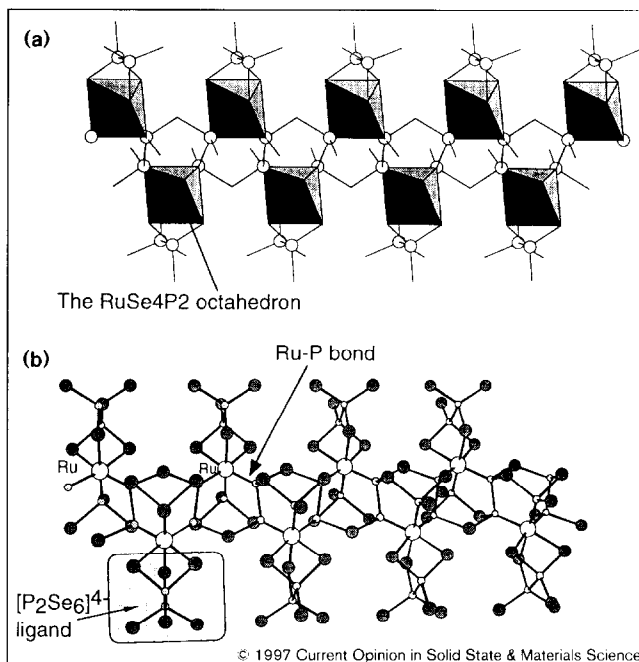 (a)
The RuSe4P2 octahedron
(b)
Ru-P bond
Ru
Ru
[P2Se6]4-
ligand
© 1997 Current Opinion in Solid State & Materials Science